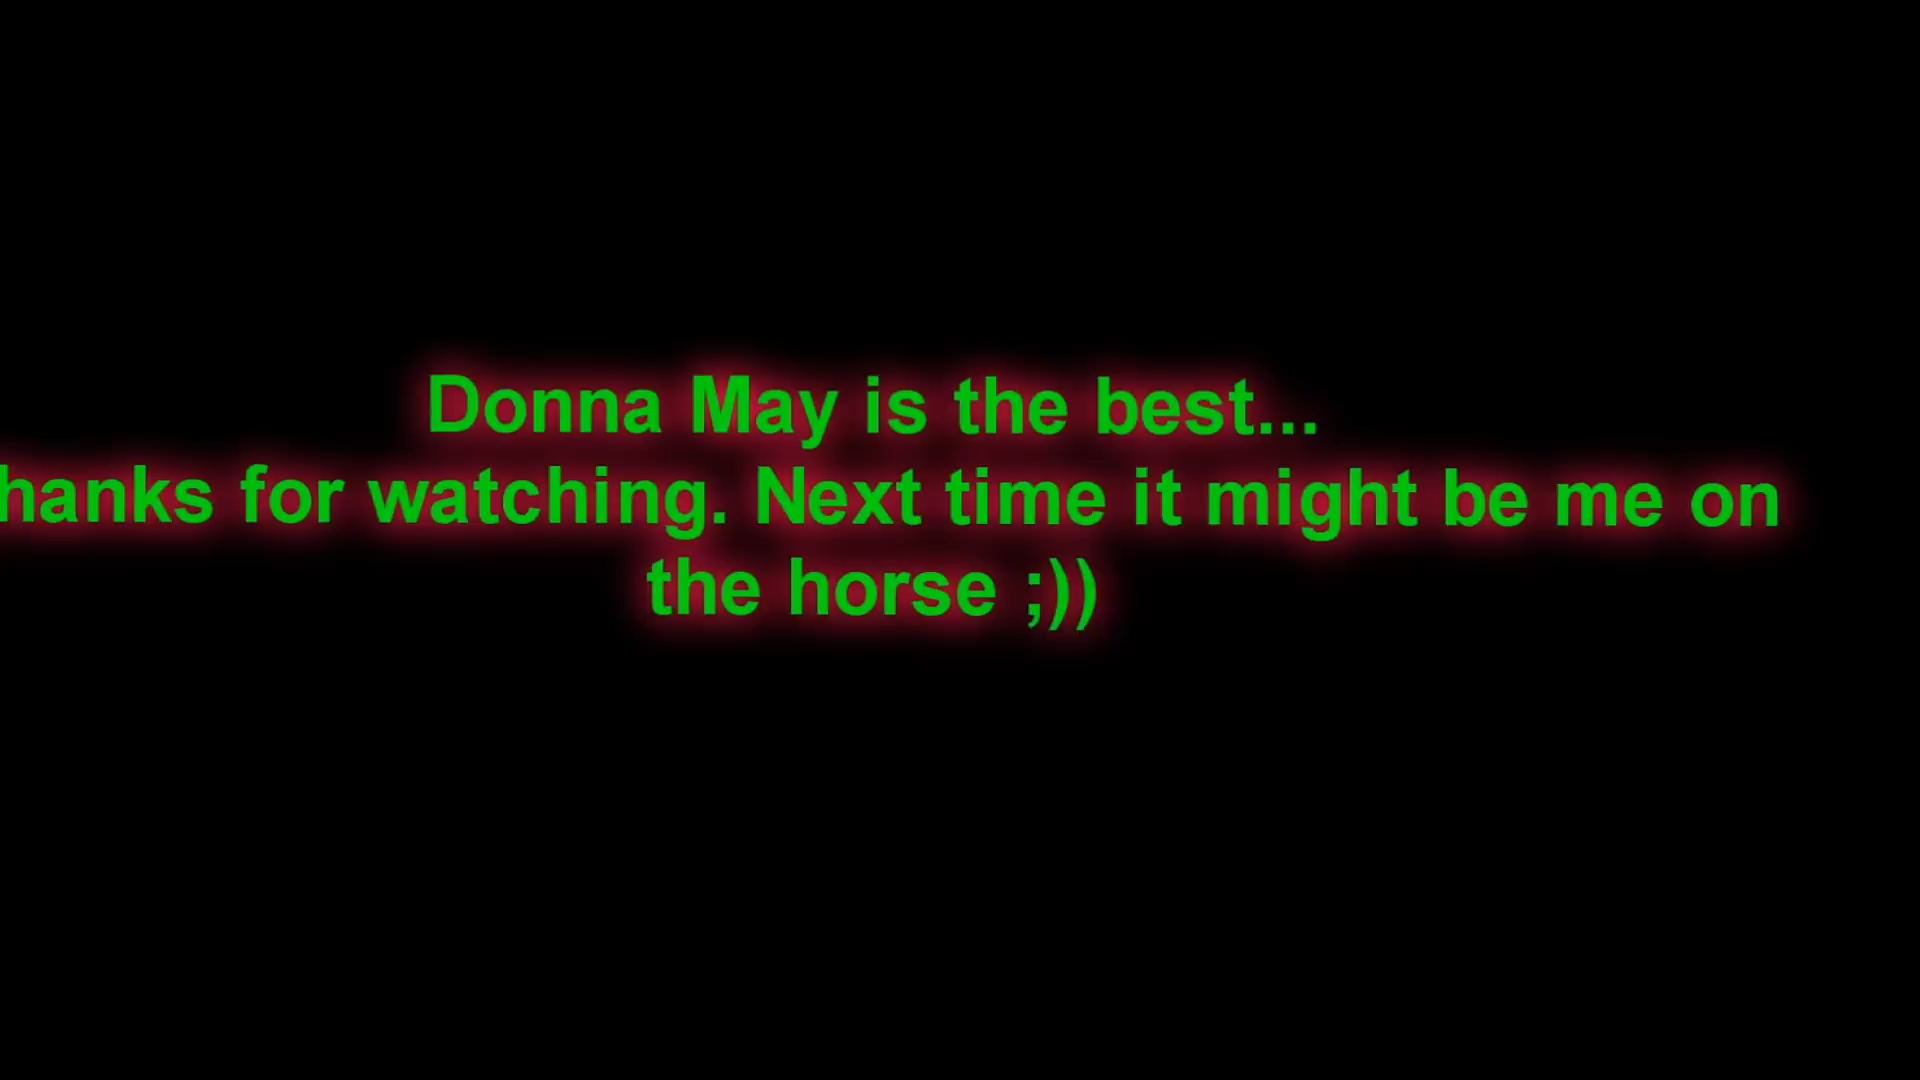 Donna May is the best...
hanks for watching. Next time it might be me on
the horse ;))